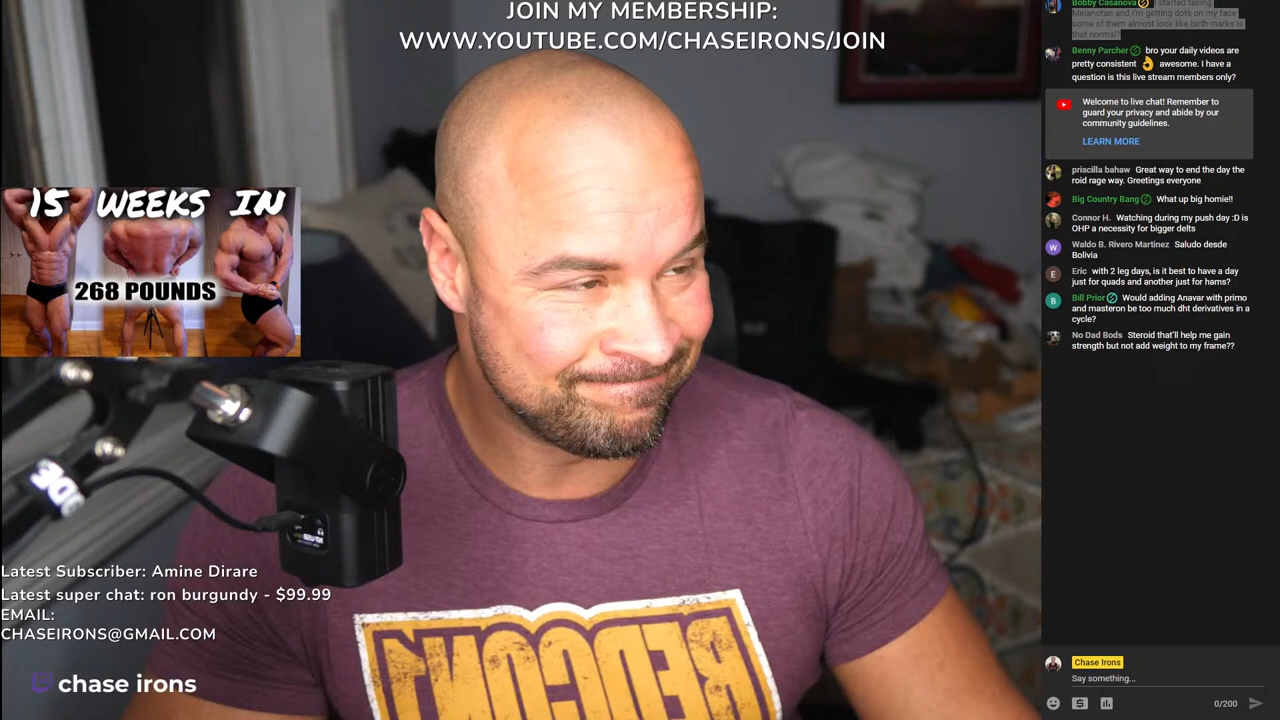 JOIN MY MEMBERSHIP:
WWW.YOUTUBE.COM/CHASEIRONS/JOIN
15 WEEKS IN
268 POUNDS
Latest Subscriber: Amine Dirare
Latest super chat: ron burgundy - $99.99
EMAIL:
CHASEIRONS@GMAIL.COM
chase irons
REDCON1
Bobby Casanova I started taking
Melanotan and I'm getting dots on my face
some of them almost look like birth marks is
that normal?
Benny Parcher bro your daily videos are
pretty consistent 👌 awesome. I have a
question is this live stream members only?
Welcome to live chat! Remember to
guard your privacy and abide by our
community guidelines.
LEARN MORE
priscilla bahaw Great way to end the day the
roid rage way. Greetings everyone
Big Country Bang What up big homie!!
Connor H. Watching during my push day :D is
OHP a necessity for bigger delts
W
Waldo B. Rivero Martinez Saludo desde
Bolivia
E
Eric with 2 leg days, is it best to have a day
just for quads and another just for hams?
B
Bill Prior Would adding Anavar with primo
and masteron be too much dht derivatives in a
cycle?
No Dad Bods Steroid that'll help me gain
strength but not add weight to my frame??
Chase Irons
Say something...
0/200